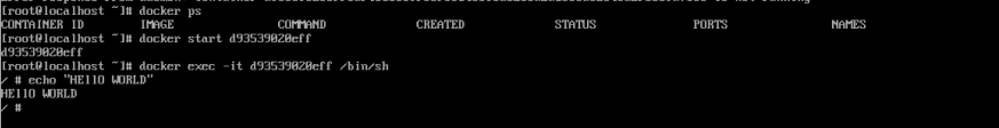 [root@localhost ~]# docker ps
CONTAINER ID IMAGE COMMAND CREATED STATUS PORTS NAMES
[root@localhost ~]# docker start d93539020eff
d93539020eff
[root@localhost ~]# docker exec -it d93539020eff /bin/sh
/ # echo "HEllO WORLD"
HEllO WORLD
/ #